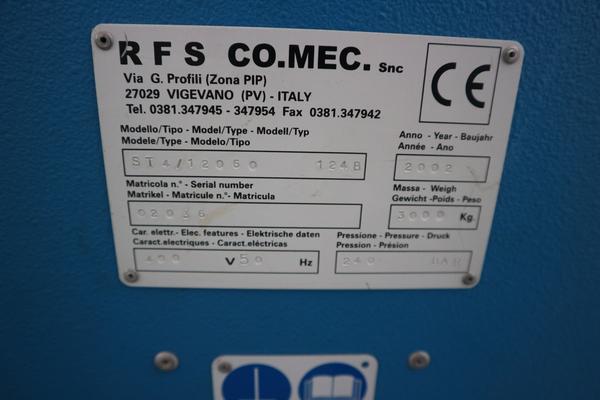 R F S CO.MEC. Snc
Via G. Profili (Zona PIP)
27029 VIGEVANO (PV) - ITALY
Tel. 0381.347945 - 347954 Fax 0381.347942
CE
Modello/Tipo - Model/Type - Modell/Typ
Modele/Type - Modelo/Tipo
ST4/12060 124B
Anno - Year - Baujahr
Année - Ano
2002
Matricola n.° - Serial number
Matrikel - Matricule n.° - Matricula
02036
Massa - Weigh
Gewicht -Poids - Peso
3000 Kg.
Car. elettr.- Elec. features - Elektrische daten
Caract.electriques - Caract.eléctricas
400 V 50 Hz
Pressione - Pressure - Druck
Pression - Présion
240 BAR